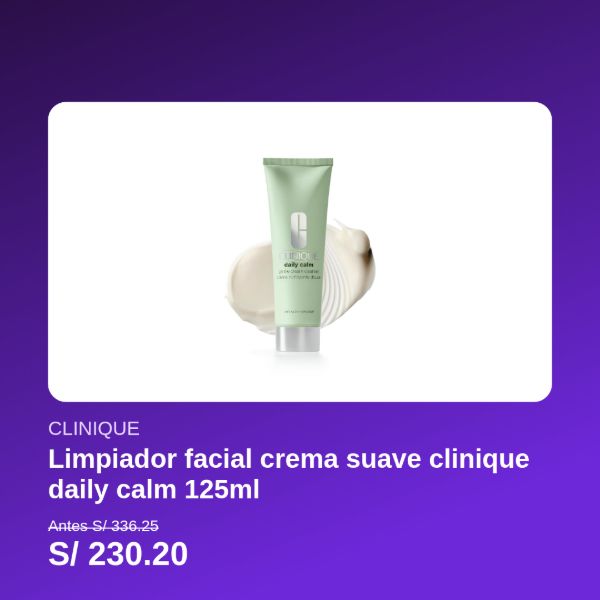 CLINIQUE
daily calm
CLINIQUE
Limpiador facial crema suave clinique
daily calm 125ml
Antes S/ 336.25
S/ 230.20